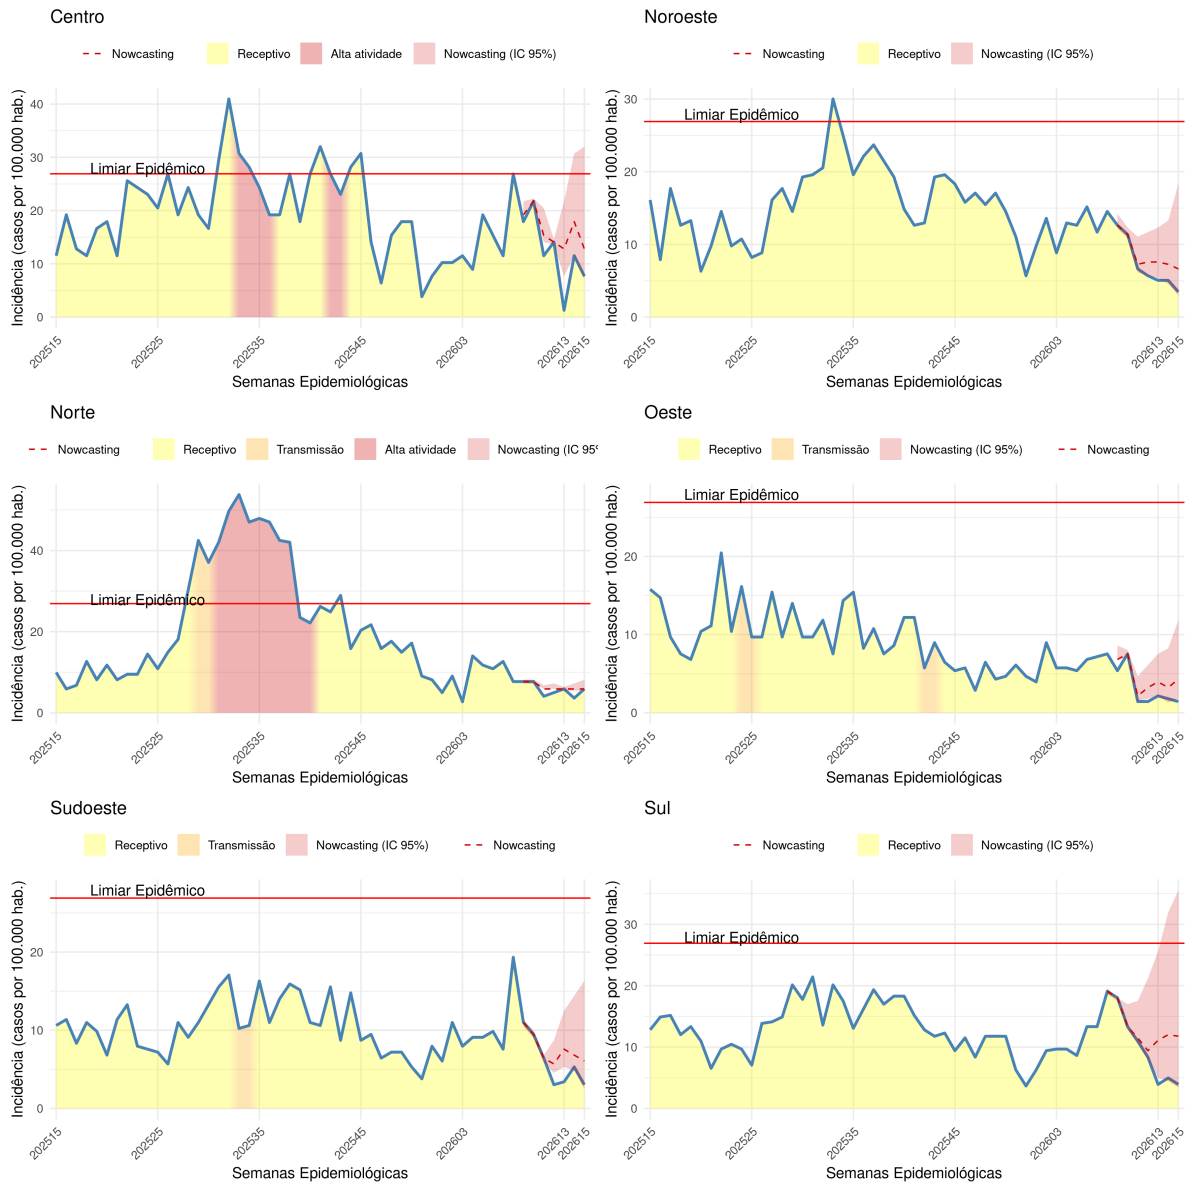 Centro
Nowcasting Receptivo Alta atividade Nowcasting (IC 95%)
Incidência (casos por 100.000 hab.)
40
30
20
10
0
Limiar Epidêmico
202515 202525 202535 202545 202603 202613 202615
Semanas Epidemiológicas
Noroeste
Nowcasting Receptivo Nowcasting (IC 95%)
Incidência (casos por 100.000 hab.)
30
20
10
0
Limiar Epidêmico
202515 202525 202535 202545 202603 202613 202615
Semanas Epidemiológicas
Norte
Nowcasting Receptivo Transmissão Alta atividade Nowcasting (IC 95%
Incidência (casos por 100.000 hab.)
40
20
0
Limiar Epidêmico
202515 202525 202535 202545 202603 202613 202615
Semanas Epidemiológicas
Oeste
Receptivo Transmissão Nowcasting (IC 95%) Nowcasting
Incidência (casos por 100.000 hab.)
20
10
0
Limiar Epidêmico
202515 202525 202535 202545 202603 202613 202615
Semanas Epidemiológicas
Sudoeste
Receptivo Transmissão Nowcasting (IC 95%) Nowcasting
Incidência (casos por 100.000 hab.)
20
10
0
Limiar Epidêmico
202515 202525 202535 202545 202603 202613 202615
Semanas Epidemiológicas
Sul
Nowcasting Receptivo Nowcasting (IC 95%)
Incidência (casos por 100.000 hab.)
30
20
10
0
Limiar Epidêmico
202515 202525 202535 202545 202603 202613 202615
Semanas Epidemiológicas